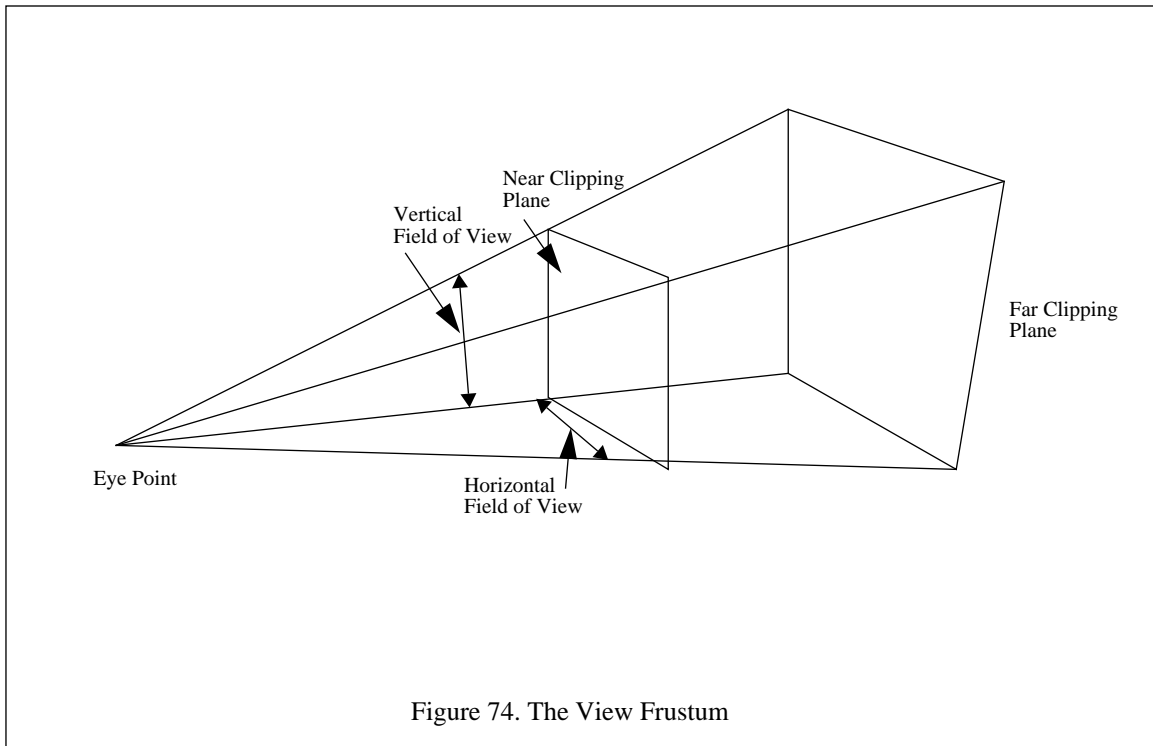 Near Clipping
Plane
Vertical
Field of View
Far Clipping
Plane
Eye Point
Horizontal
Field of View
Figure 74. The View Frustum